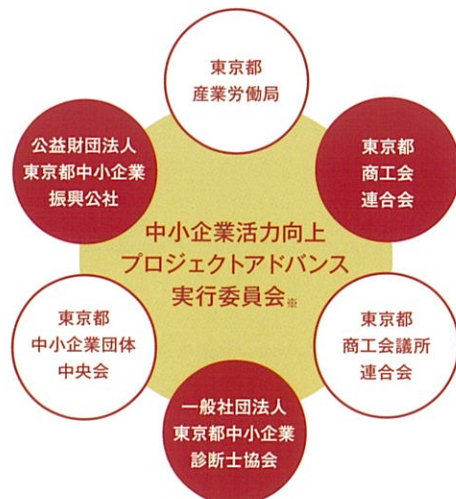 東京都
産業労働局
公益財団法人
東京都中小企業
振興公社
東京都
商工会
連合会
中小企業活力向上
プロジェクトアドバンス
実行委員会※
東京都
中小企業団体
中央会
東京都
商工会議所
連合会
一般社団法人
東京都中小企業
診断士協会